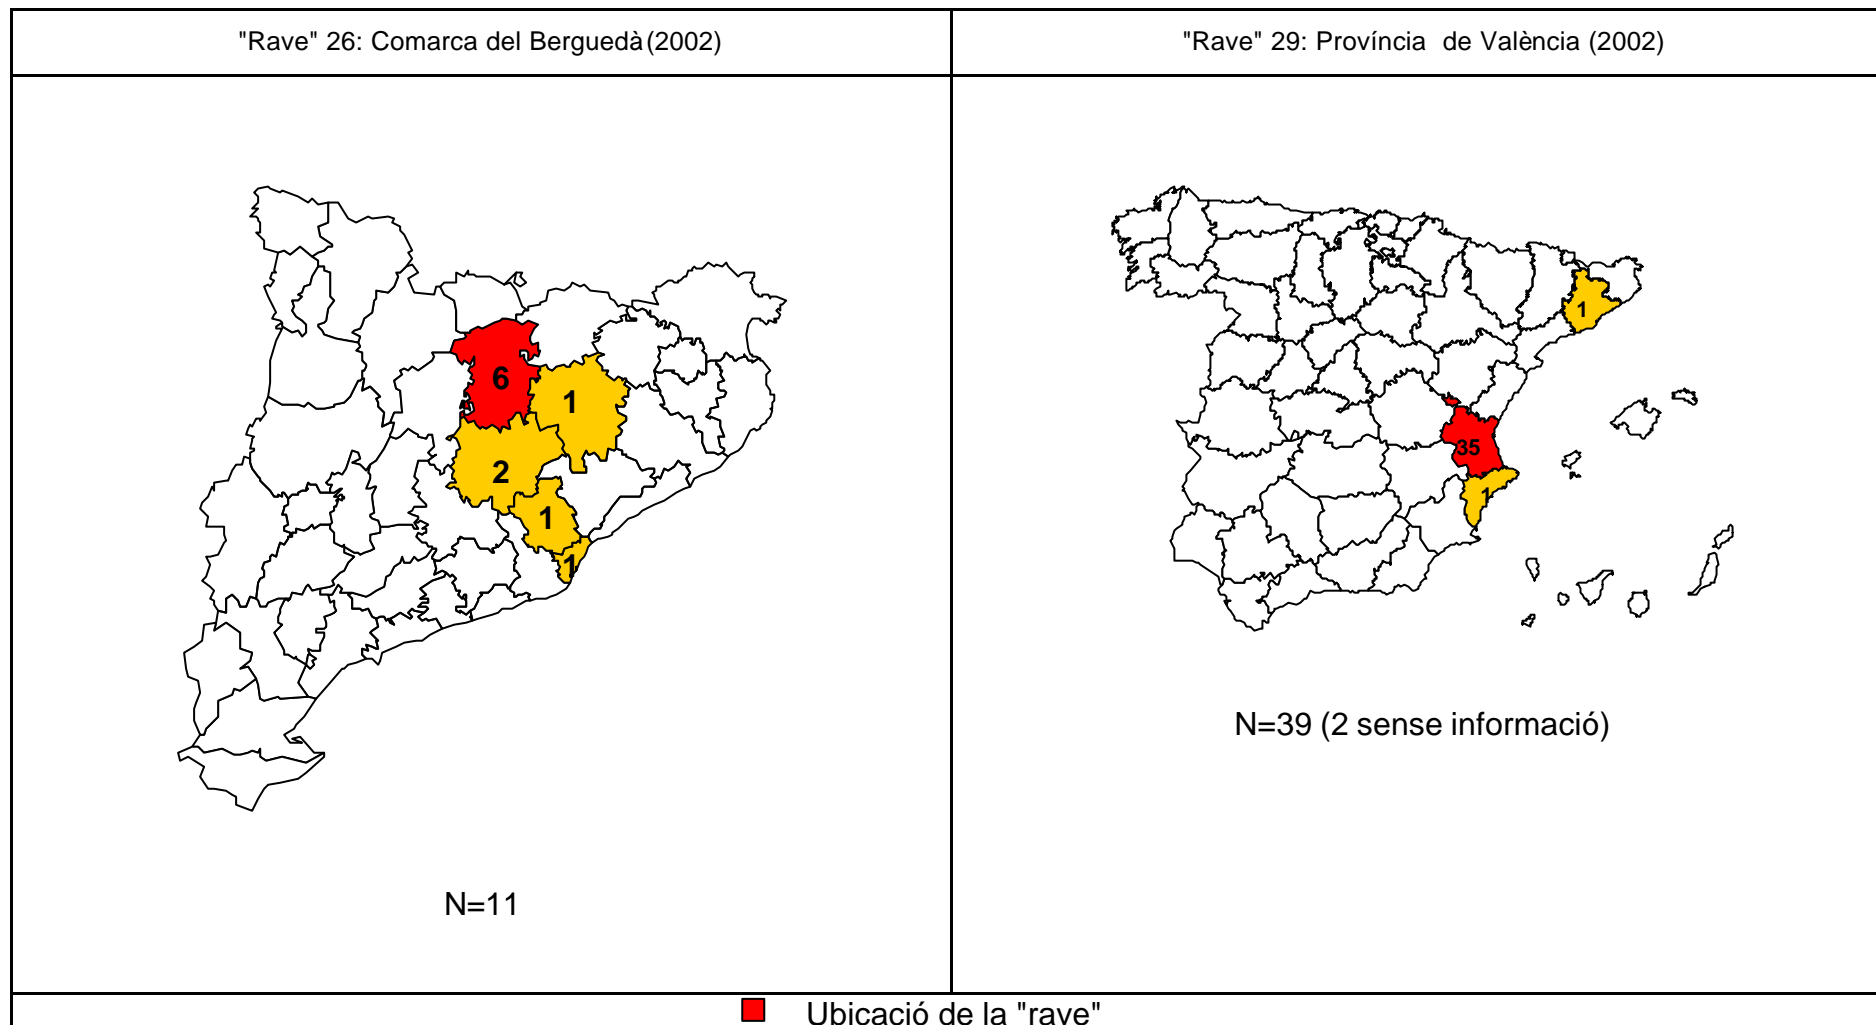 "Rave" 26: Comarca del Berguedà (2002)
"Rave" 29: Província de València (2002)
6
1
2
1
1
N=11
1
35
1
N=39 (2 sense informació)
Ubicació de la "rave"